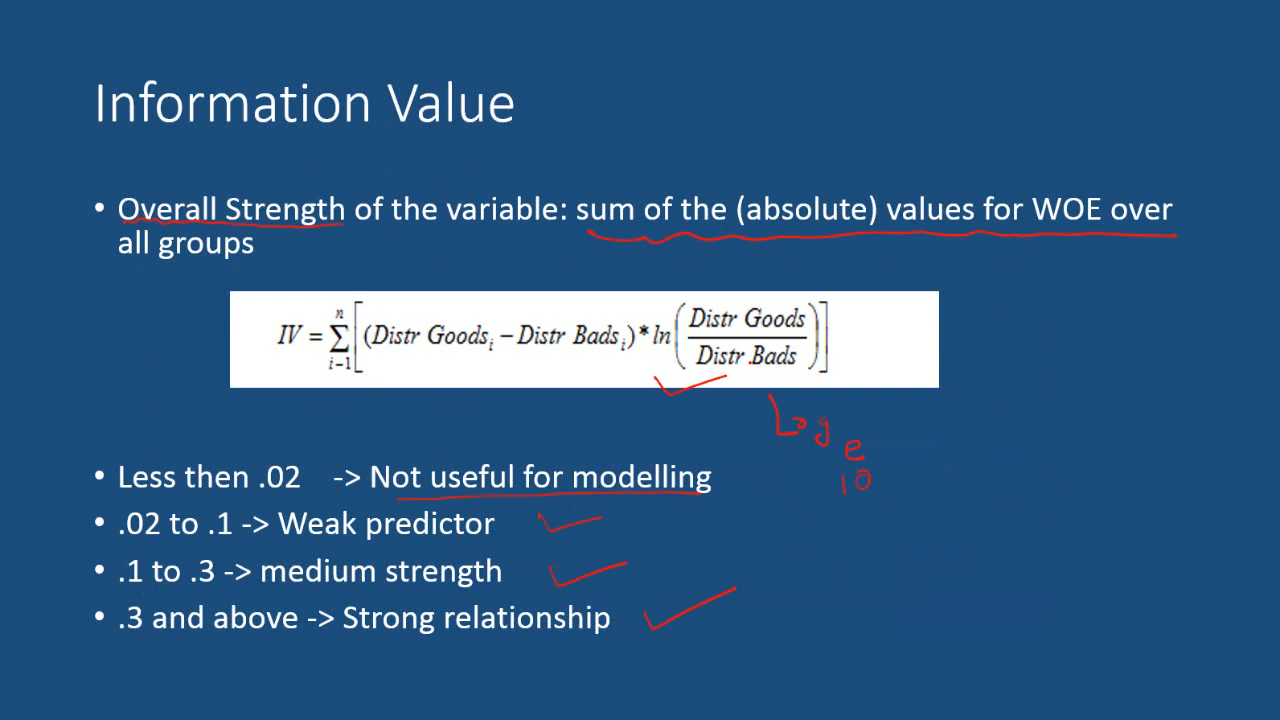 Information Value
• Overall Strength of the variable: sum of the (absolute) values for WOE over
all groups
IV = \sum_{i-1}^{n} [(Distr Goods_i − Distr Bads_i) * ln(Distr Goods / Distr.Bads)]
Log e
10
• Less then .02 -> Not useful for modelling
• .02 to .1 -> Weak predictor
• .1 to .3 -> medium strength
• .3 and above -> Strong relationship